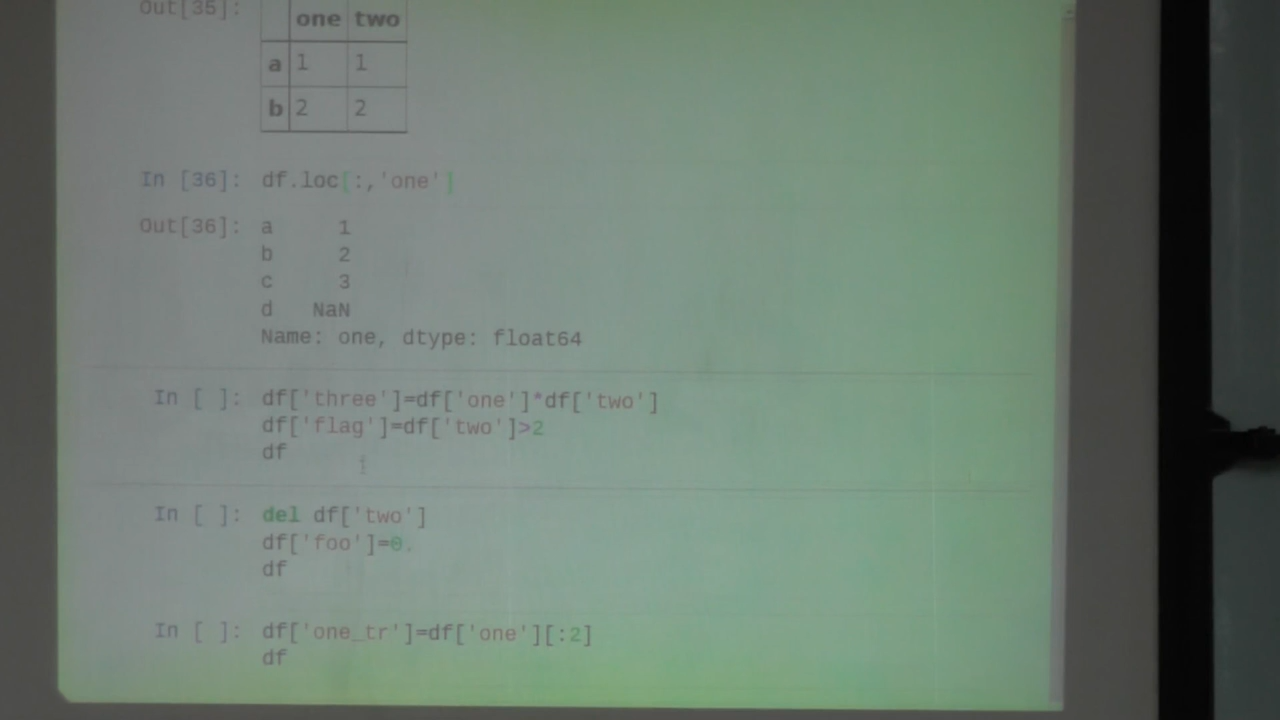 Out[35]:
one two
a 1 1
b 2 2
In [36]: df.loc[:,'one']
Out[36]: a 1
b 2
c 3
d NaN
Name: one, dtype: float64
In [ ]: df['three']=df['one']*df['two']
df['flag']=df['two']>2
df
In [ ]: del df['two']
df['foo']=0.
df
In [ ]: df['one_tr']=df['one'][:2]
df